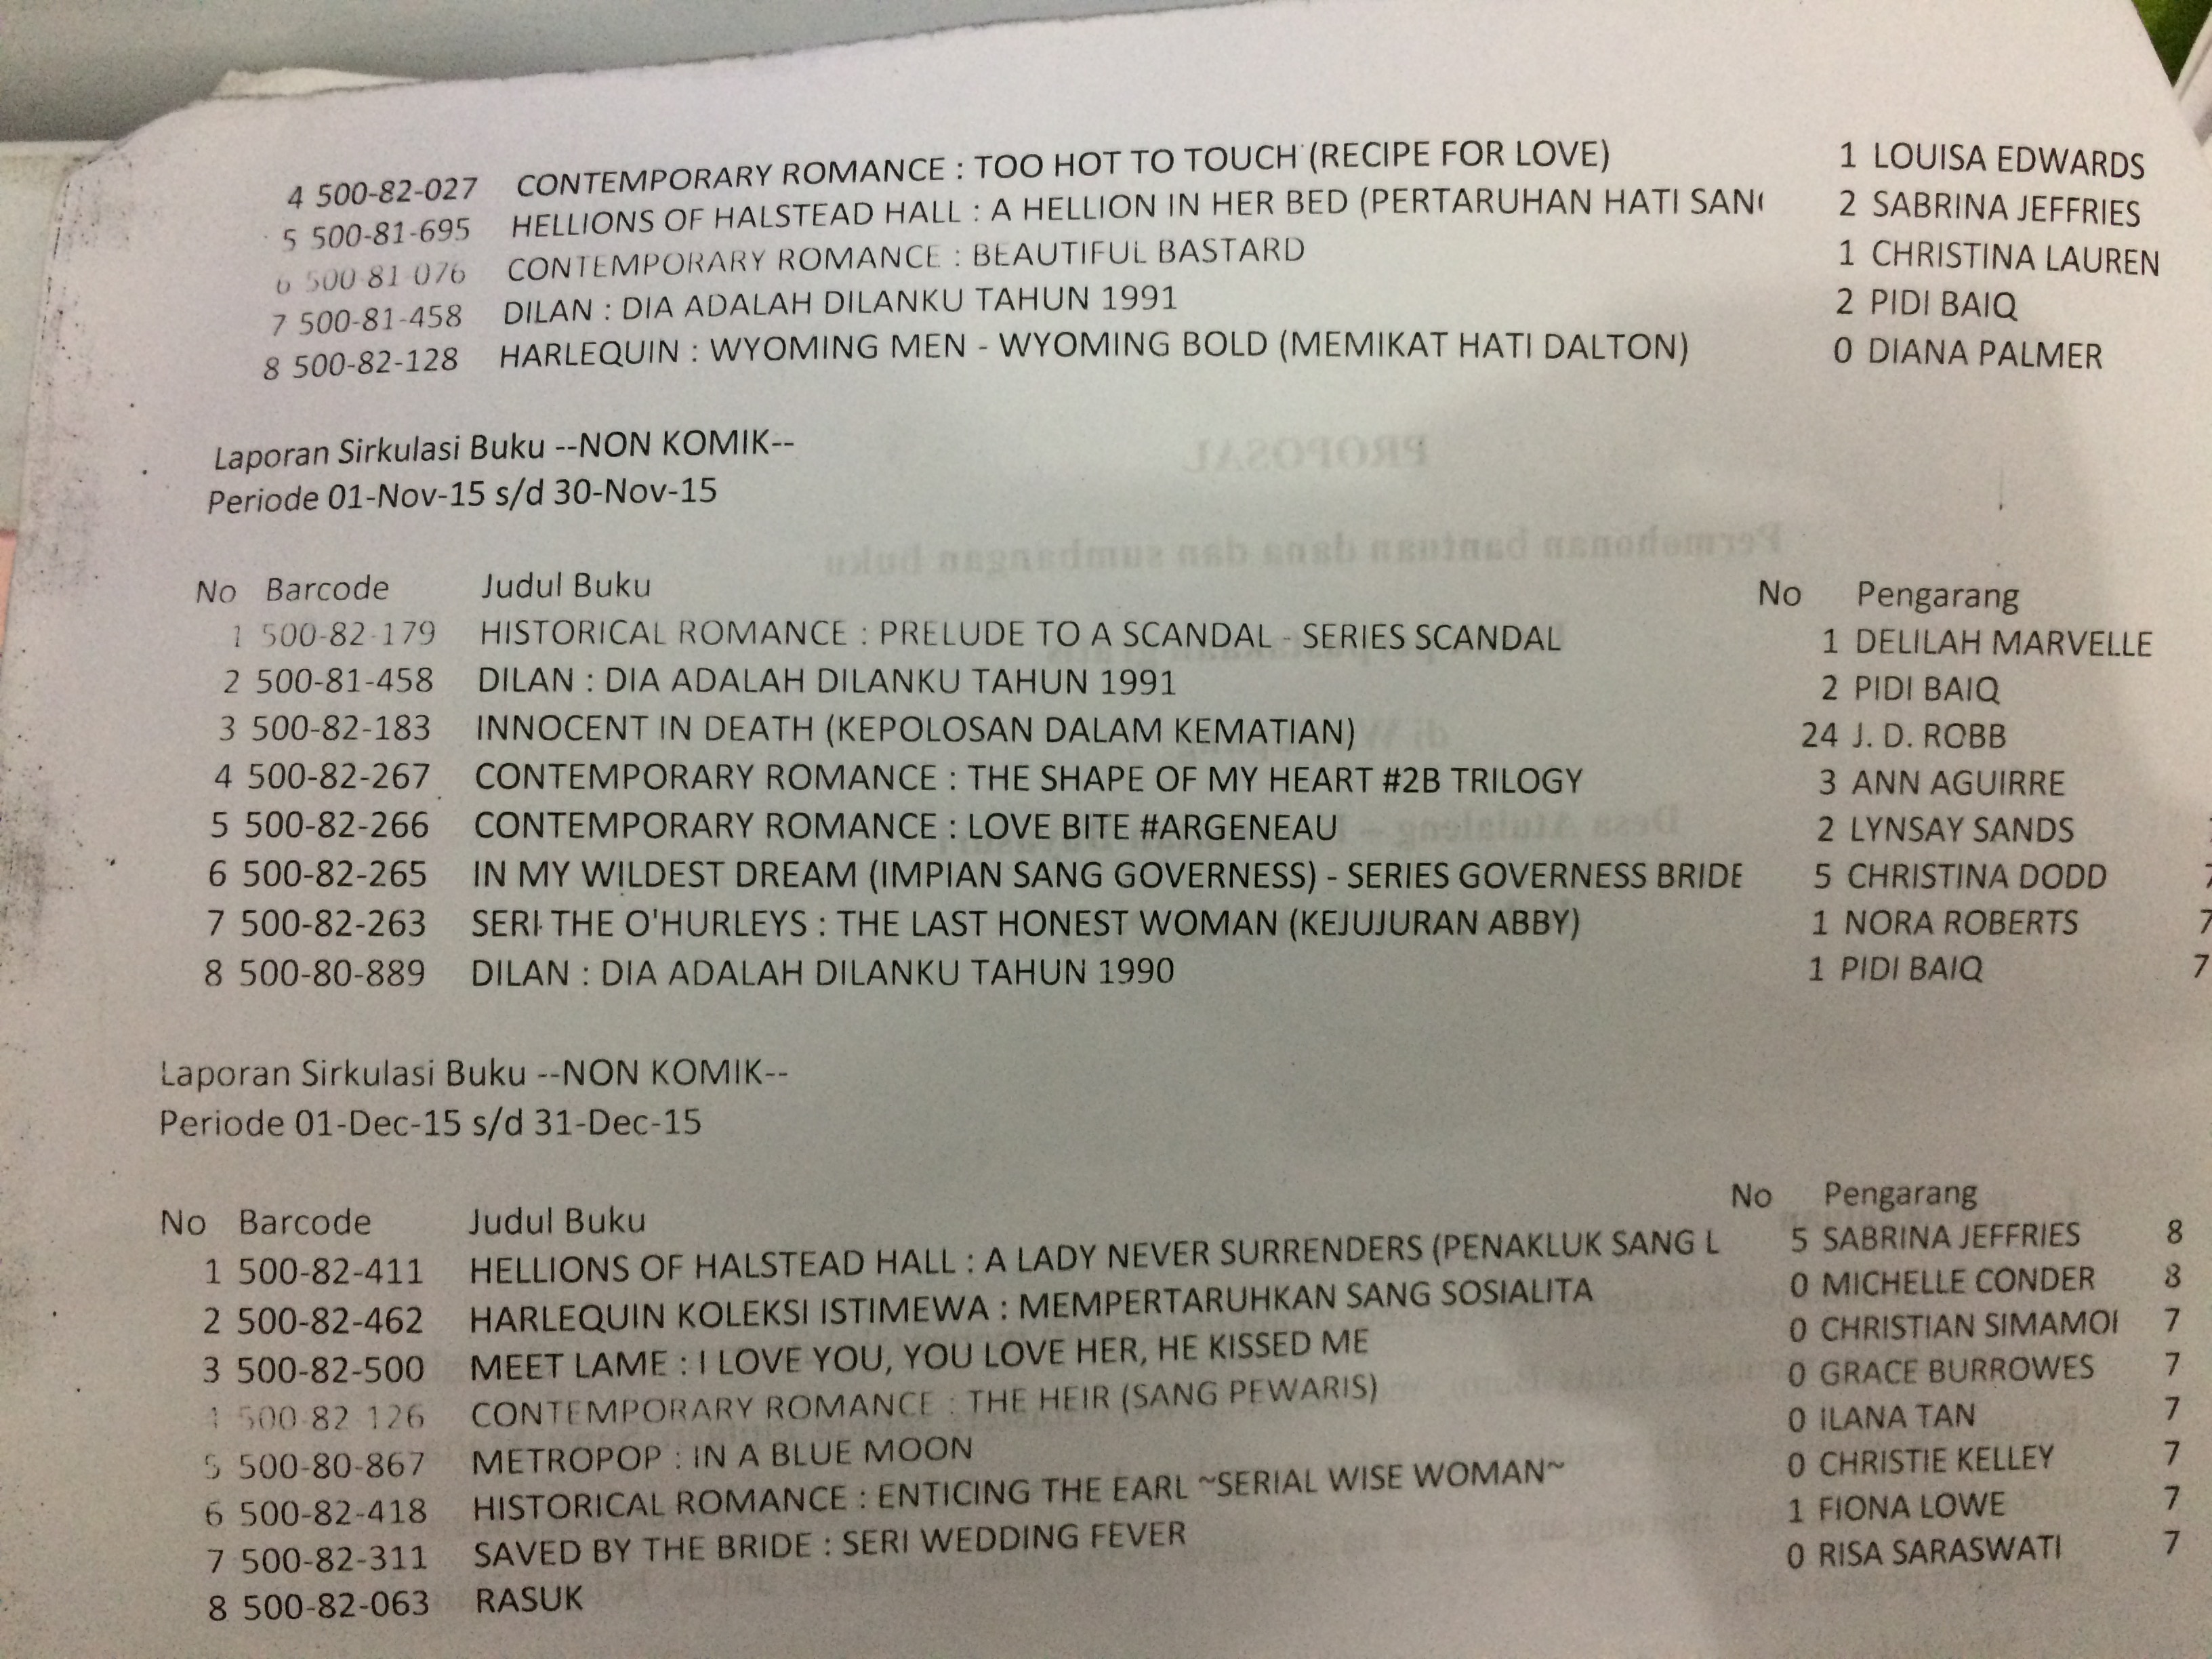 4 500-82-027 CONTEMPORARY ROMANCE : TOO HOT TO TOUCH (RECIPE FOR LOVE) 1 LOUISA EDWARDS
5 500-81-695 HELLIONS OF HALSTEAD HALL : A HELLION IN HER BED (PERTARUHAN HATI SANG 2 SABRINA JEFFRIES
6 500-81-076 CONTEMPORARY ROMANCE : BEAUTIFUL BASTARD 1 CHRISTINA LAUREN
7 500-81-458 DILAN : DIA ADALAH DILANKU TAHUN 1991 2 PIDI BAIQ
8 500-82-128 HARLEQUIN : WYOMING MEN - WYOMING BOLD (MEMIKAT HATI DALTON) 0 DIANA PALMER
Laporan Sirkulasi Buku --NON KOMIK--
Periode 01-Nov-15 s/d 30-Nov-15
No Barcode Judul Buku No Pengarang
1 500-82-179 HISTORICAL ROMANCE : PRELUDE TO A SCANDAL - SERIES SCANDAL 1 DELILAH MARVELLE
2 500-81-458 DILAN : DIA ADALAH DILANKU TAHUN 1991 2 PIDI BAIQ
3 500-82-183 INNOCENT IN DEATH (KEPOLOSAN DALAM KEMATIAN) 24 J. D. ROBB
4 500-82-267 CONTEMPORARY ROMANCE : THE SHAPE OF MY HEART #2B TRILOGY 3 ANN AGUIRRE
5 500-82-266 CONTEMPORARY ROMANCE : LOVE BITE #ARGENEAU 2 LYNSAY SANDS
6 500-82-265 IN MY WILDEST DREAM (IMPIAN SANG GOVERNESS) - SERIES GOVERNESS BRIDE 5 CHRISTINA DODD 7
7 500-82-263 SERI THE O'HURLEYS : THE LAST HONEST WOMAN (KEJUJURAN ABBY) 1 NORA ROBERTS 7
8 500-80-889 DILAN : DIA ADALAH DILANKU TAHUN 1990 1 PIDI BAIQ 7
Laporan Sirkulasi Buku --NON KOMIK--
Periode 01-Dec-15 s/d 31-Dec-15
No Barcode Judul Buku No Pengarang
1 500-82-411 HELLIONS OF HALSTEAD HALL : A LADY NEVER SURRENDERS (PENAKLUK SANG L 5 SABRINA JEFFRIES 8
2 500-82-462 HARLEQUIN KOLEKSI ISTIMEWA : MEMPERTARUHKAN SANG SOSIALITA 0 MICHELLE CONDER 8
3 500-82-500 MEET LAME : I LOVE YOU, YOU LOVE HER, HE KISSED ME 0 CHRISTIAN SIMAMOI 7
4 500-82-126 CONTEMPORARY ROMANCE : THE HEIR (SANG PEWARIS) 0 GRACE BURROWES 7
5 500-80-867 METROPOP : IN A BLUE MOON 0 ILANA TAN 7
6 500-82-418 HISTORICAL ROMANCE : ENTICING THE EARL ~SERIAL WISE WOMAN~ 0 CHRISTIE KELLEY 7
7 500-82-311 SAVED BY THE BRIDE : SERI WEDDING FEVER 1 FIONA LOWE 7
8 500-82-063 RASUK 0 RISA SARASWATI 7